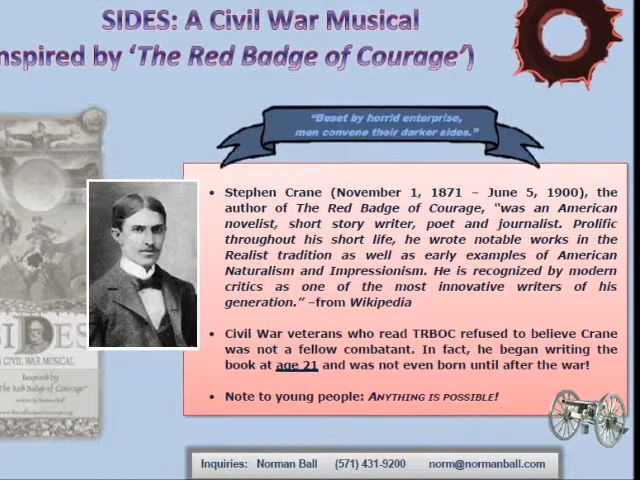 SIDES: A Civil War Musical
nspired by ‘The Red Badge of Courage’)
“Beset by horrid enterprise,
men convene their darker sides.”
• Stephen Crane (November 1, 1871 – June 5, 1900), the
author of The Red Badge of Courage, “was an American
novelist, short story writer, poet and journalist. Prolific
throughout his short life, he wrote notable works in the
Realist tradition as well as early examples of American
Naturalism and Impressionism. He is recognized by modern
critics as one of the most innovative writers of his
generation.” –from Wikipedia
• Civil War veterans who read TRBOC refused to believe Crane
was not a fellow combatant. In fact, he began writing the
book at age 21 and was not even born until after the war!
• Note to young people: ANYTHING IS POSSIBLE!
SIDES
A CIVIL WAR MUSICAL
Inspired by
"The Red Badge of Courage"
Inquiries: Norman Ball (571) 431-9200 norm@normanball.com